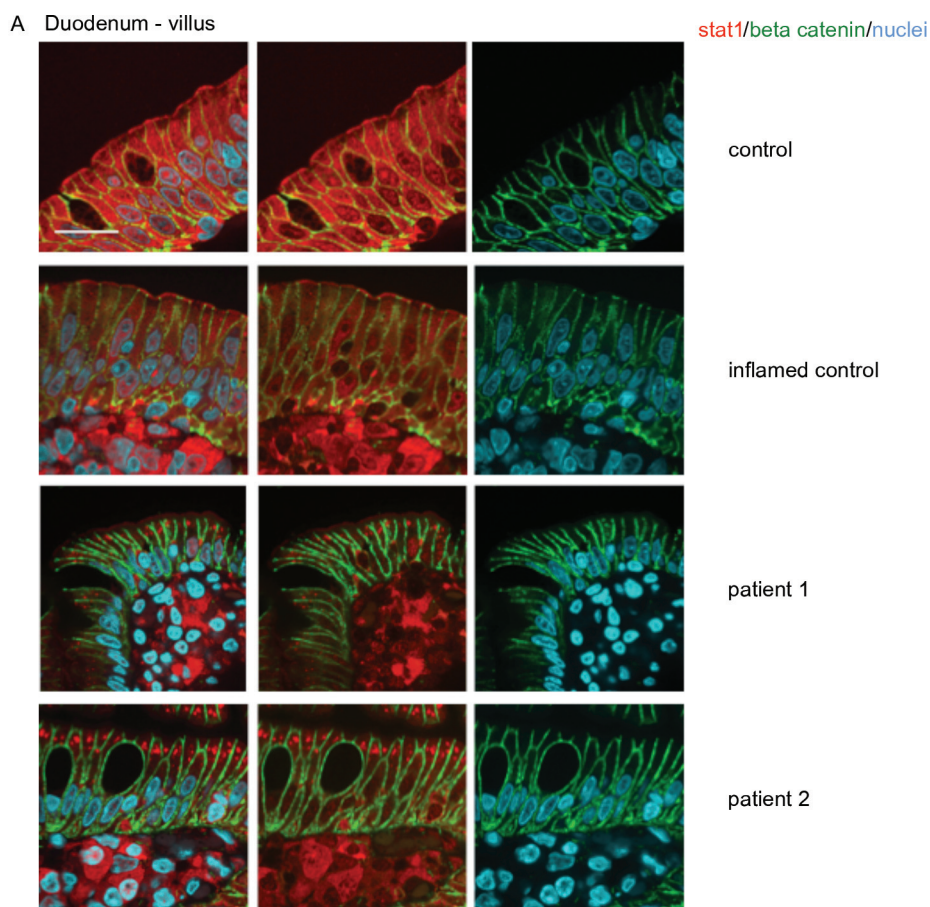 A Duodenum - villus
stat1/beta catenin/nuclei
control
inflamed control
patient 1
patient 2